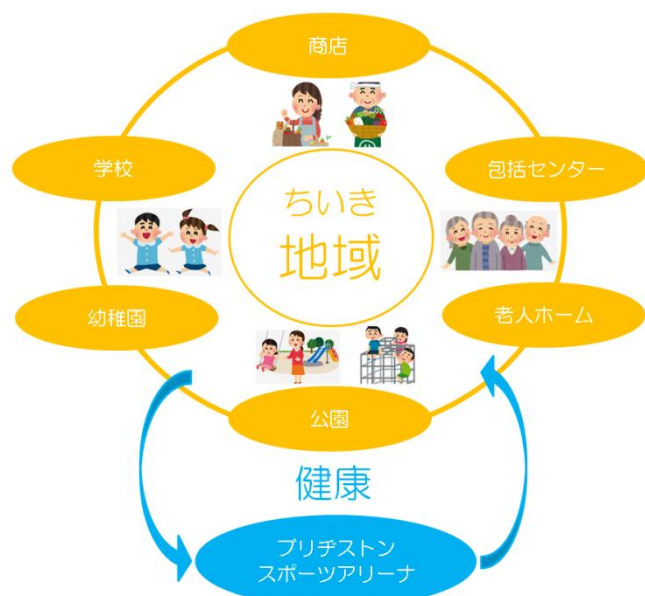 商店
学校
包括センター
ちいき
地域
幼稚園
老人ホーム
公園
健康
ブリヂストン
スポーツアリーナ